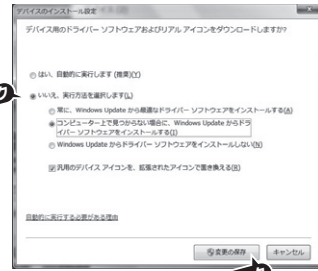 デバイスのインストール設定
デバイス用のドライバー ソフトウェアおよびリアル アイコンをダウンロードしますか?
はい、自動的に実行します (推奨)(Y)
いいえ、実行方法を選択します(L)
常に、Windows Update から最適なドライバー ソフトウェアをインストールする(A)
コンピューター上で見つからない場合に、Windows Update からドラ
イバー ソフトウェアをインストールする(I)
Windows Update からドライバー ソフトウェアをインストールしない(N)
汎用のデバイス アイコンを、拡張されたアイコンで置き換える(R)
自動的に実行する必要がある理由
変更の保存
キャンセル